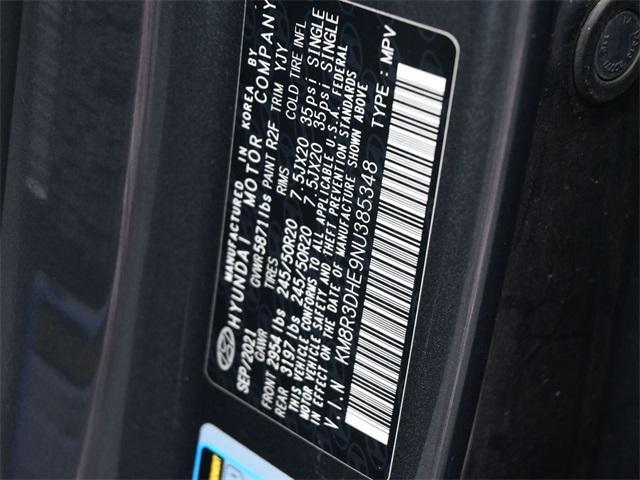 MANUFACTURED IN KOREA BY
HYUNDAI MOTOR COMPANY
SEP/2021 GVWR 5871 lbs PAINT R2F TRIM YJY
GAWR TIRES RIMS COLD TIRE INFL
FRON 2954 lbs 245/50R20 7.5JX20 35psi SINGLE
REAR 3197 lbs 245/50R20 7.5JX20 35psi SINGLE
THIS VEHICLE CONFORMS TO ALL APPLICABLE U.S.A. FEDERAL
MOTOR VEHICLE SAFETY AND THEFT PREVENTION STANDARDS
IN EFFECT ON THE DATE OF MANUFACTURE SHOWN ABOVE
V.I.N KM8R3DHE9NU385348 TYPE : MPV